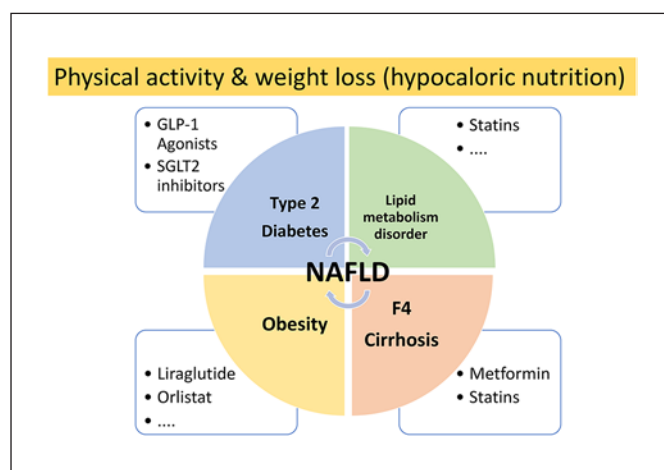 Physical activity & weight loss (hypocaloric nutrition)
• GLP-1
Agonists
• SGLT2
inhibitors
• Statins
• ....
Type 2
Diabetes
Lipid
metabolism
disorder
NAFLD
Obesity
F4
Cirrhosis
• Liraglutide
• Orlistat
• ....
• Metformin
• Statins